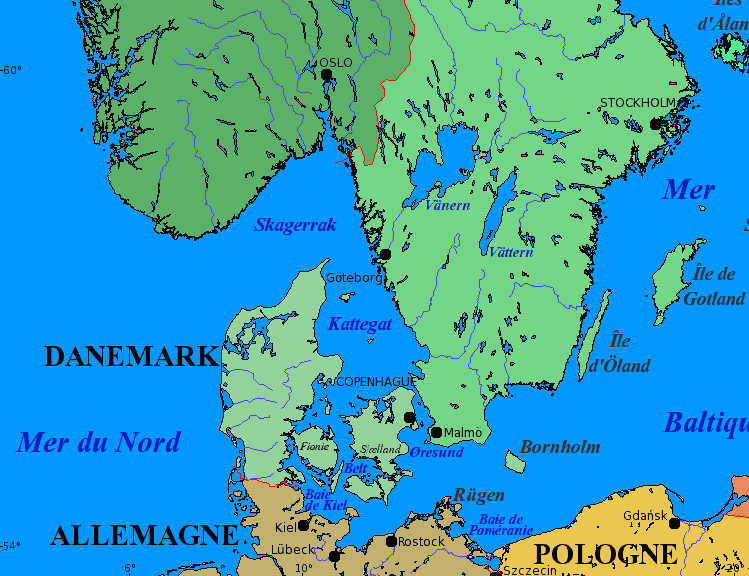 Îles
d'Åland
60°
OSLO
STOCKHOLM
Mer
Vänern
Skagerrak
Vättern
Île de
Gotland
Göteborg
Kattegat
Île
d'Öland
DANEMARK
COPENHAGUE
Baltiqu
Malmö
Mer du Nord
Fionie
Sjælland
Øresund
Bornholm
Belt
Baie
de Kiel
Rügen
Gdańsk
Baie de
Poméranie
Kiel
ALLEMAGNE
Rostock
54°
Lübeck
POLOGNE
Szczecin
6°
10°
20°